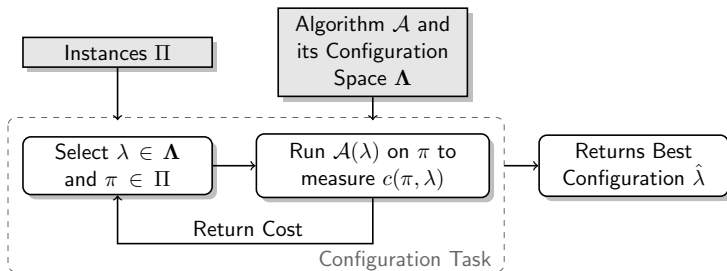 Instances Π
Algorithm 𝒜 and
its Configuration
Space Λ
Select λ ∈ Λ
and π ∈ Π
Run 𝒜(λ) on π to
measure c(π, λ)
Returns Best
Configuration λ̂
Return Cost
Configuration Task